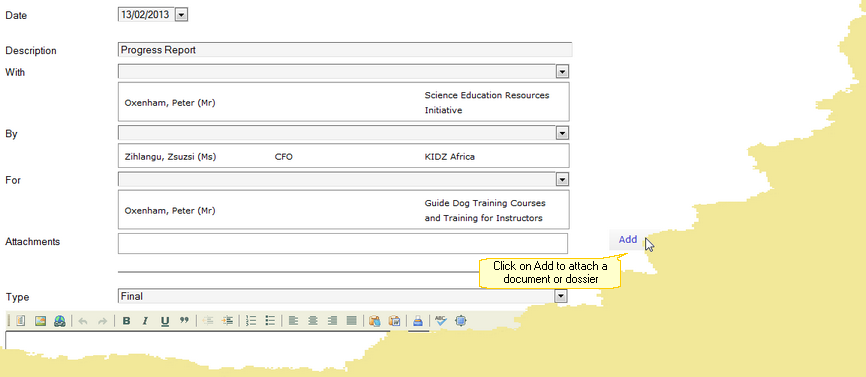 Date 13/02/2013
Description Progress Report
With
Oxenham, Peter (Mr) Science Education Resources
Initiative
By
Zihlangu, Zsuzsi (Ms) CFO KIDZ Africa
For
Oxenham, Peter (Mr) Guide Dog Training Courses
and Training for Instructors
Attachments Add
Click on Add to attach a
document or dossier
Type Final
B I U ABC